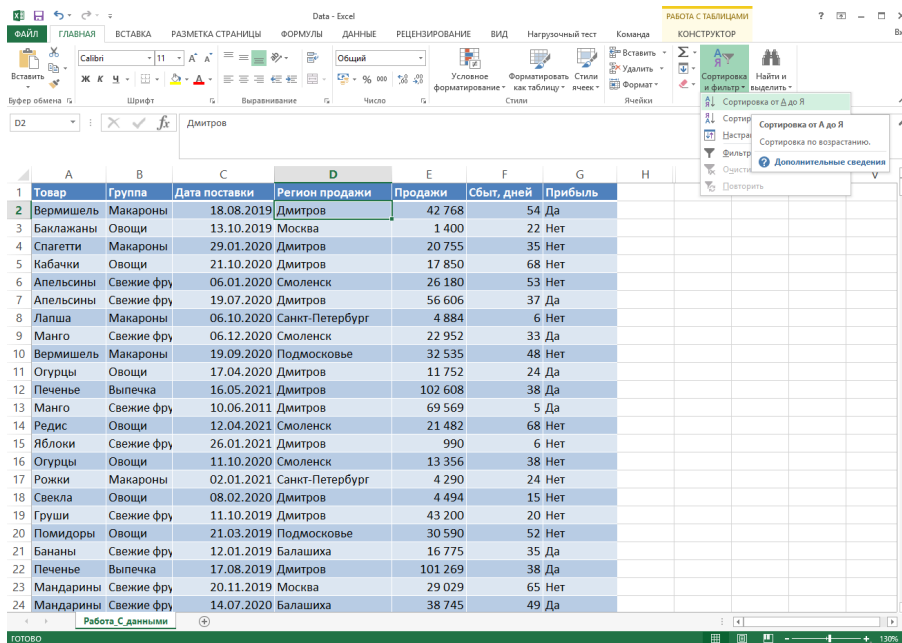 Data - Excel
РАБОТА С ТАБЛИЦАМИ
ФАЙЛ ГЛАВНАЯ ВСТАВКА РАЗМЕТКА СТРАНИЦЫ ФОРМУЛЫ ДАННЫЕ РЕЦЕНЗИРОВАНИЕ ВИД Нагрузочный тест Команда КОНСТРУКТОР
Calibri 11 Общий
Вставить
Ж К Ч
% 000
Условное форматирование
Форматировать как таблицу
Стили ячеек
Вставить
Удалить
Формат
Сортировка и фильтр
Найти и выделить
Буфер обмена Шрифт Выравнивание Число Стили Ячейки
Сортировка от А до Я
Настра
Фильтр
Очисти
Повторить
Сортировка от А до Я
Сортировка по возрастанию.
Дополнительные сведения
D2 fx Дмитров
A B C D E F G H V
1 Товар Группа Дата поставки Регион продажи Продажи Сбыт, дней Прибыль
2 Вермишель Макароны 18.08.2019 Дмитров 42 768 54 Да
3 Баклажаны Овощи 13.10.2019 Москва 1 400 22 Нет
4 Спагетти Макароны 29.01.2020 Дмитров 20 755 35 Нет
5 Кабачки Овощи 21.10.2020 Дмитров 17 850 68 Нет
6 Апельсины Свежие фру 06.01.2020 Смоленск 26 180 53 Нет
7 Апельсины Свежие фру 19.07.2020 Дмитров 56 606 37 Да
8 Лапша Макароны 06.10.2020 Санкт-Петербург 4 884 6 Нет
9 Манго Свежие фру 06.12.2020 Смоленск 22 952 33 Да
10 Вермишель Макароны 19.09.2020 Подмосковье 32 535 48 Нет
11 Огурцы Овощи 17.04.2020 Дмитров 11 752 24 Да
12 Печенье Выпечка 16.05.2021 Дмитров 102 608 38 Да
13 Манго Свежие фру 10.06.2011 Дмитров 69 569 5 Да
14 Редис Овощи 12.04.2021 Смоленск 21 482 68 Нет
15 Яблоки Свежие фру 26.01.2021 Дмитров 990 6 Нет
16 Огурцы Овощи 11.10.2020 Смоленск 13 356 38 Нет
17 Рожки Макароны 02.01.2021 Санкт-Петербург 4 290 24 Нет
18 Свекла Овощи 08.02.2020 Дмитров 4 494 15 Нет
19 Груши Свежие фру 11.10.2019 Дмитров 43 200 20 Нет
20 Помидоры Овощи 21.03.2019 Подмосковье 30 590 52 Нет
21 Бананы Свежие фру 12.01.2019 Балашиха 16 775 35 Да
22 Печенье Выпечка 17.08.2019 Дмитров 101 269 38 Да
23 Мандарины Свежие фру 20.11.2019 Москва 29 029 65 Нет
24 Мандарины Свежие фру 14.07.2020 Балашиха 38 745 49 Да
Работа_С_данными
ГОТОВО 130%